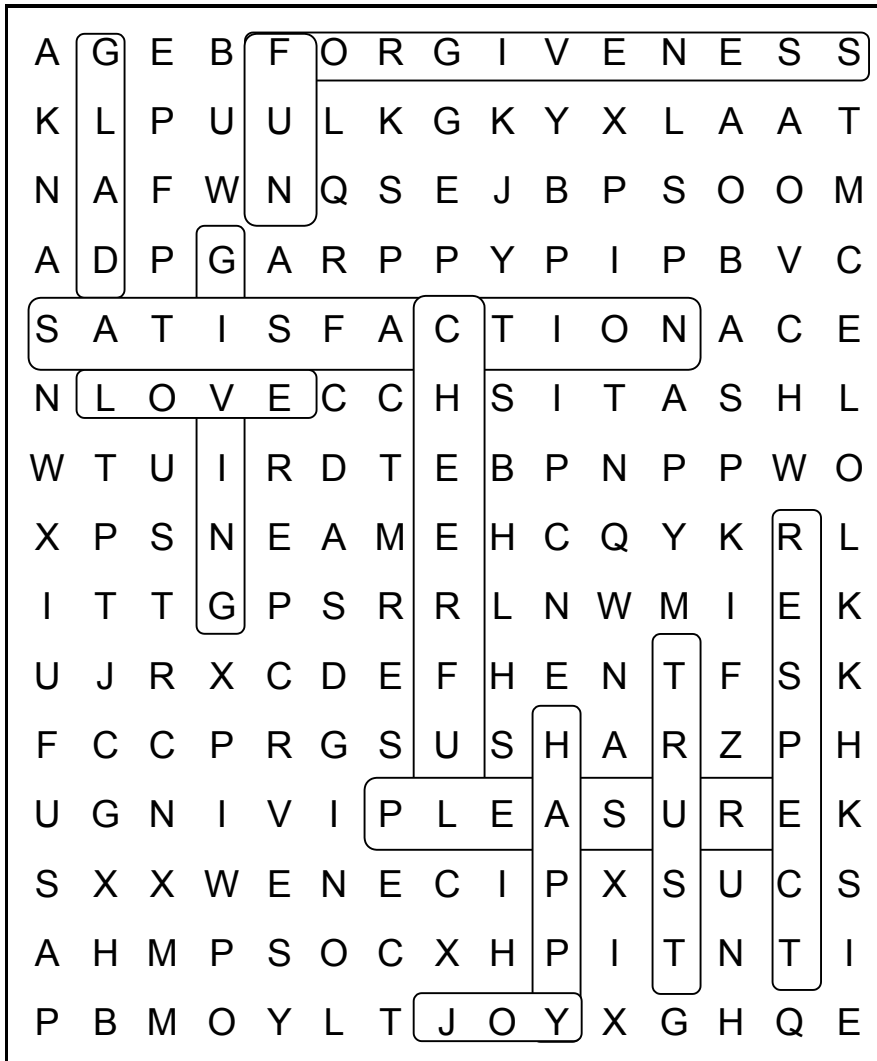 A G E B F O R G I V E N E S S
K L P U U L K G K Y X L A A T
N A F W N Q S E J B P S O O M
A D P G A R P P Y P I P B V C
S A T I S F A C T I O N A C E
N L O V E C C H S I T A S H L
W T U I R D T E B P N P P W O
X P S N E A M E H C Q Y K R L
I T T G P S R R L N W M I E K
U J R X C D E F H E N T F S K
F C C P R G S U S H A R Z P H
U G N I V I P L E A S U R E K
S X X W E N E C I P X S U C S
A H M P S O C X H P I T N T I
P B M O Y L T J O Y X G H Q E